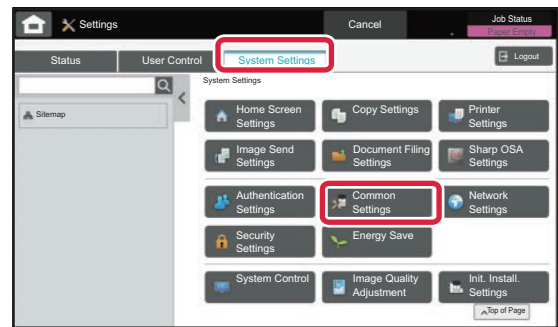 Settings
Cancel
Job Status
Paper Empty
Status
User Control
System Settings
Logout
System Settings
Sitemap
Home Screen
Settings
Copy Settings
Printer
Settings
Image Send
Settings
Document Filing
Settings
Sharp OSA
Settings
Authentication
Settings
Common
Settings
Network
Settings
Security
Settings
Energy Save
System Control
Image Quality
Adjustment
Init. Install.
Settings
Top of Page